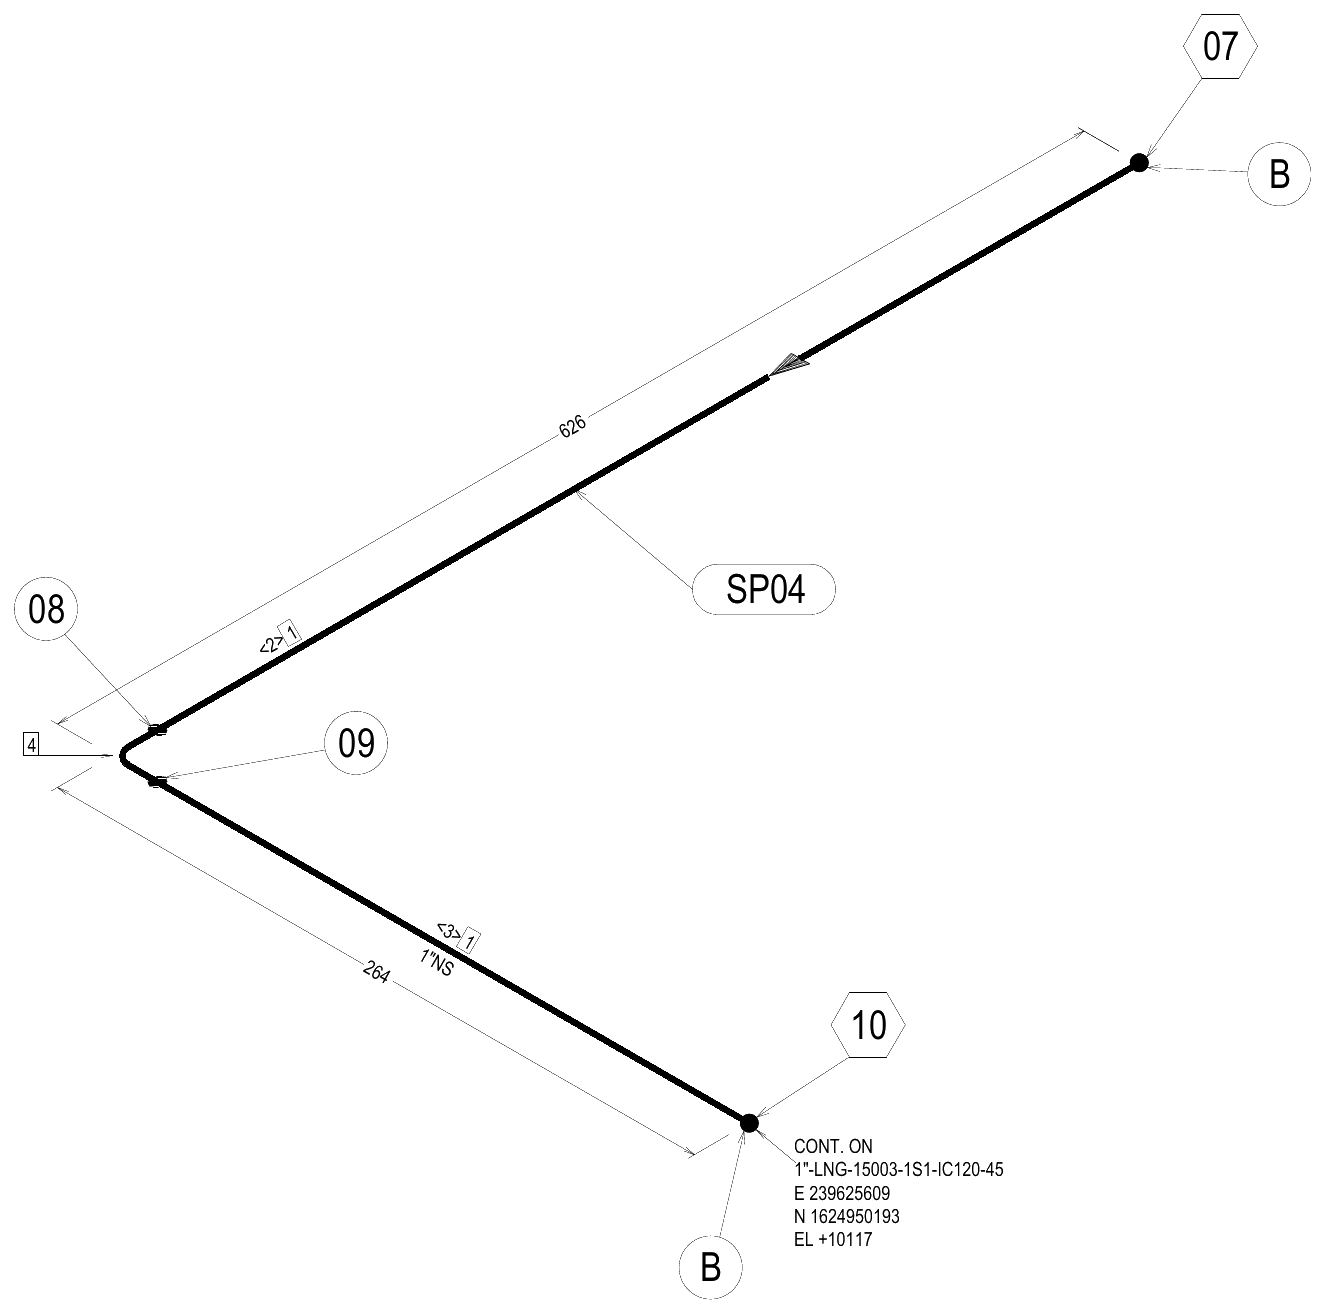 07
B
626
SP04
08
<2> 1
4
09
<3> 1
1"NS
264
10
CONT. ON
1"-LNG-15003-1S1-IC120-45
E 239625609
N 1624950193
EL +10117
B